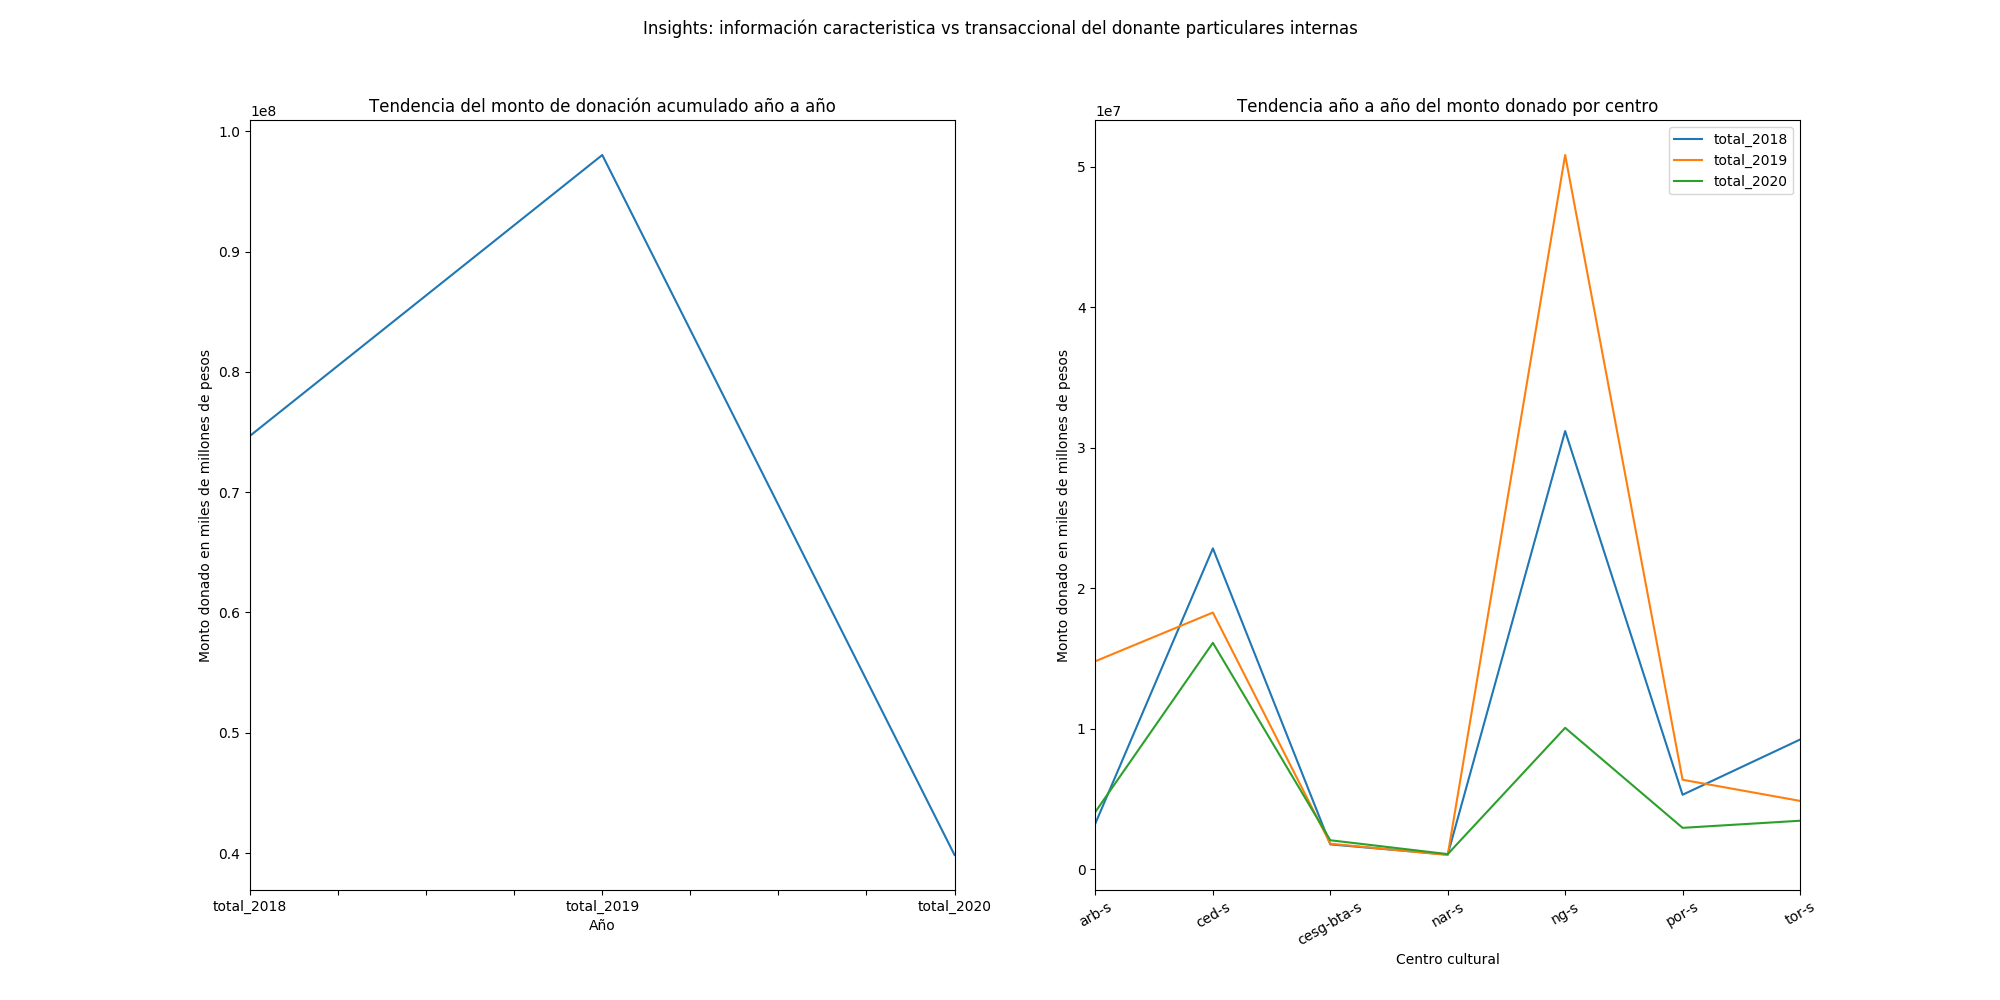 Insights: información caracteristica vs transaccional del donante particulares internas
Tendencia del monto de donación acumulado año a año
1e8
1.0
0.9
0.8
0.7
0.6
0.5
0.4
Monto donado en miles de millones de pesos
total_2018
total_2019
total_2020
Año
Tendencia año a año del monto donado por centro
1e7
total_2018
total_2019
total_2020
5
4
3
2
1
0
Monto donado en miles de millones de pesos
arb-s
ced-s
cesg-bta-s
nar-s
ng-s
por-s
tor-s
Centro cultural